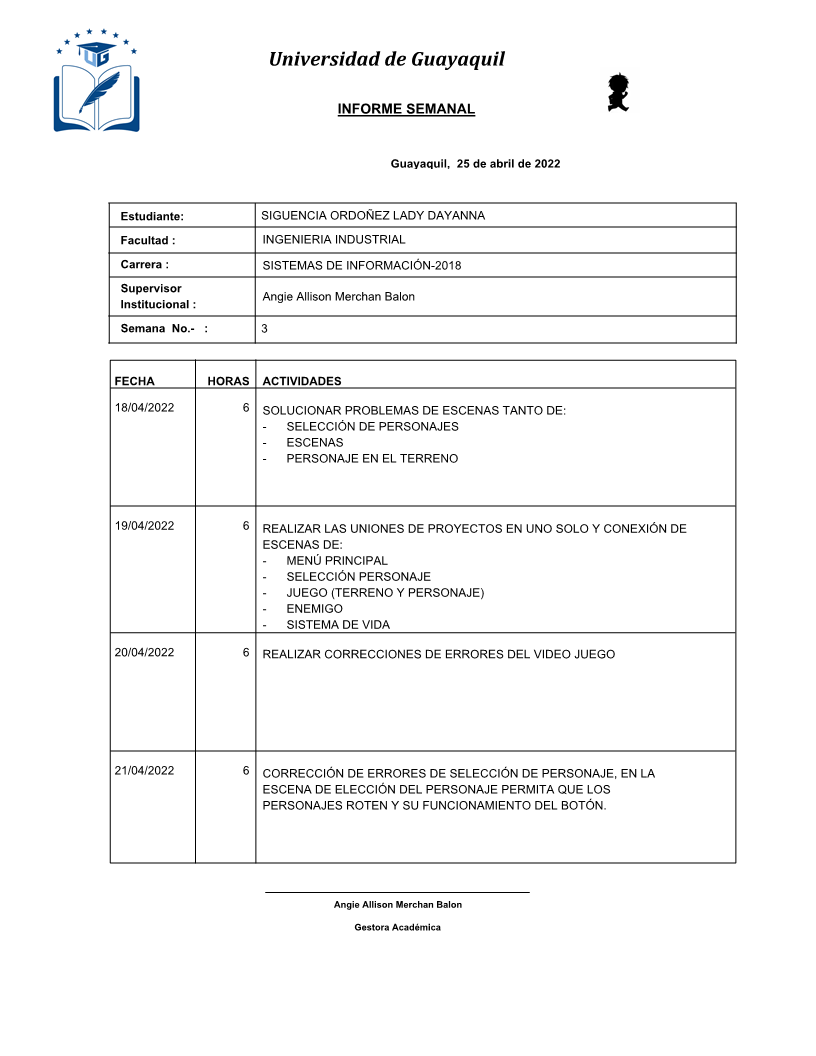 UG
Universidad de Guayaquil
INFORME SEMANAL
Guayaquil,  25 de abril de 2022
Estudiante: SIGUENCIA ORDOÑEZ LADY DAYANNA
Facultad : INGENIERIA INDUSTRIAL
Carrera : SISTEMAS DE INFORMACIÓN-2018
Supervisor
Institucional : Angie Allison Merchan Balon
Semana  No.-   : 3
FECHA HORAS ACTIVIDADES
18/04/2022 6 SOLUCIONAR PROBLEMAS DE ESCENAS TANTO DE:
- SELECCIÓN DE PERSONAJES
- ESCENAS
- PERSONAJE EN EL TERRENO
19/04/2022 6 REALIZAR LAS UNIONES DE PROYECTOS EN UNO SOLO Y CONEXIÓN DE
ESCENAS DE:
- MENÚ PRINCIPAL
- SELECCIÓN PERSONAJE
- JUEGO (TERRENO Y PERSONAJE)
- ENEMIGO
- SISTEMA DE VIDA
20/04/2022 6 REALIZAR CORRECCIONES DE ERRORES DEL VIDEO JUEGO
21/04/2022 6 CORRECCIÓN DE ERRORES DE SELECCIÓN DE PERSONAJE, EN LA
ESCENA DE ELECCIÓN DEL PERSONAJE PERMITA QUE LOS
PERSONAJES ROTEN Y SU FUNCIONAMIENTO DEL BOTÓN.
Angie Allison Merchan Balon
Gestora Académica